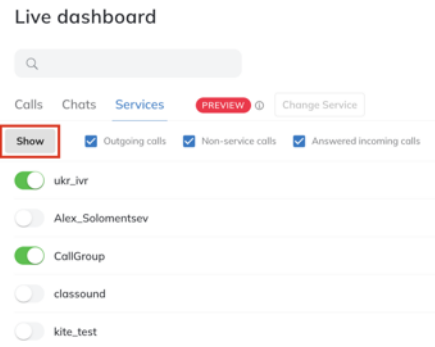 Live dashboard
Calls Chats Services PREVIEW Change Service
Show Outgoing calls Non-service calls Answered incoming calls
ukr_ivr
Alex_Solomentsev
CallGroup
classound
kite_test